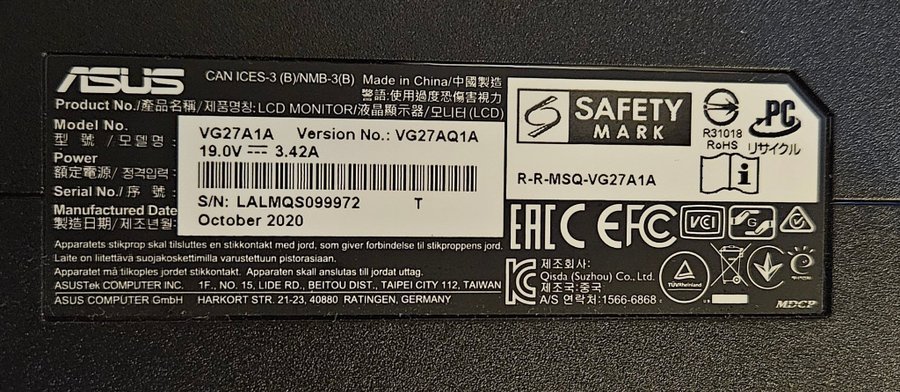 ASUS
CAN ICES-3 (B)/NMB-3(B)
Made in China/中國製造
警語:使用過度恐傷害視力
Product No./產品名稱/제품명칭:LCD MONITOR/液晶顯示器/모니터(LCD)
Model No.
型 號 /모델명 :
VG27A1A Version No.: VG27AQ1A
Power
額定電源/정격입력:
19.0V 3.42A
Serial No./序 號 :
S/N: LALMQS099972 T
Manufactured Date
製造日期/제조년월:
October 2020
SAFETY
MARK
R31018
RoHS
PC
リサイクル
R-R-MSQ-VG27A1A
i
EAC CE FC VCI G
Apparatets stikprop skal tilsluttes en stikkontakt med jord, som giver forbindelse til stikproppens jord.
Laite on liitettävä suojakoskettimilla varustettuun pistorasiaan.
Apparatet må tilkoples jordet stikkontakt. Apparaten skall anslutas till jordat uttag.
ASUSTek COMPUTER INC. 1F., NO. 15, LIDE RD., BEITOU DIST., TAIPEI CITY 112, TAIWAN
ASUS COMPUTER GmbH HARKORT STR. 21-23, 40880 RATINGEN, GERMANY
제조회사:
Qisda (Suzhou) Co., Ltd.
제조국:중국
A/S 연락처:1566-6868
TÜVRheinland
MDCP